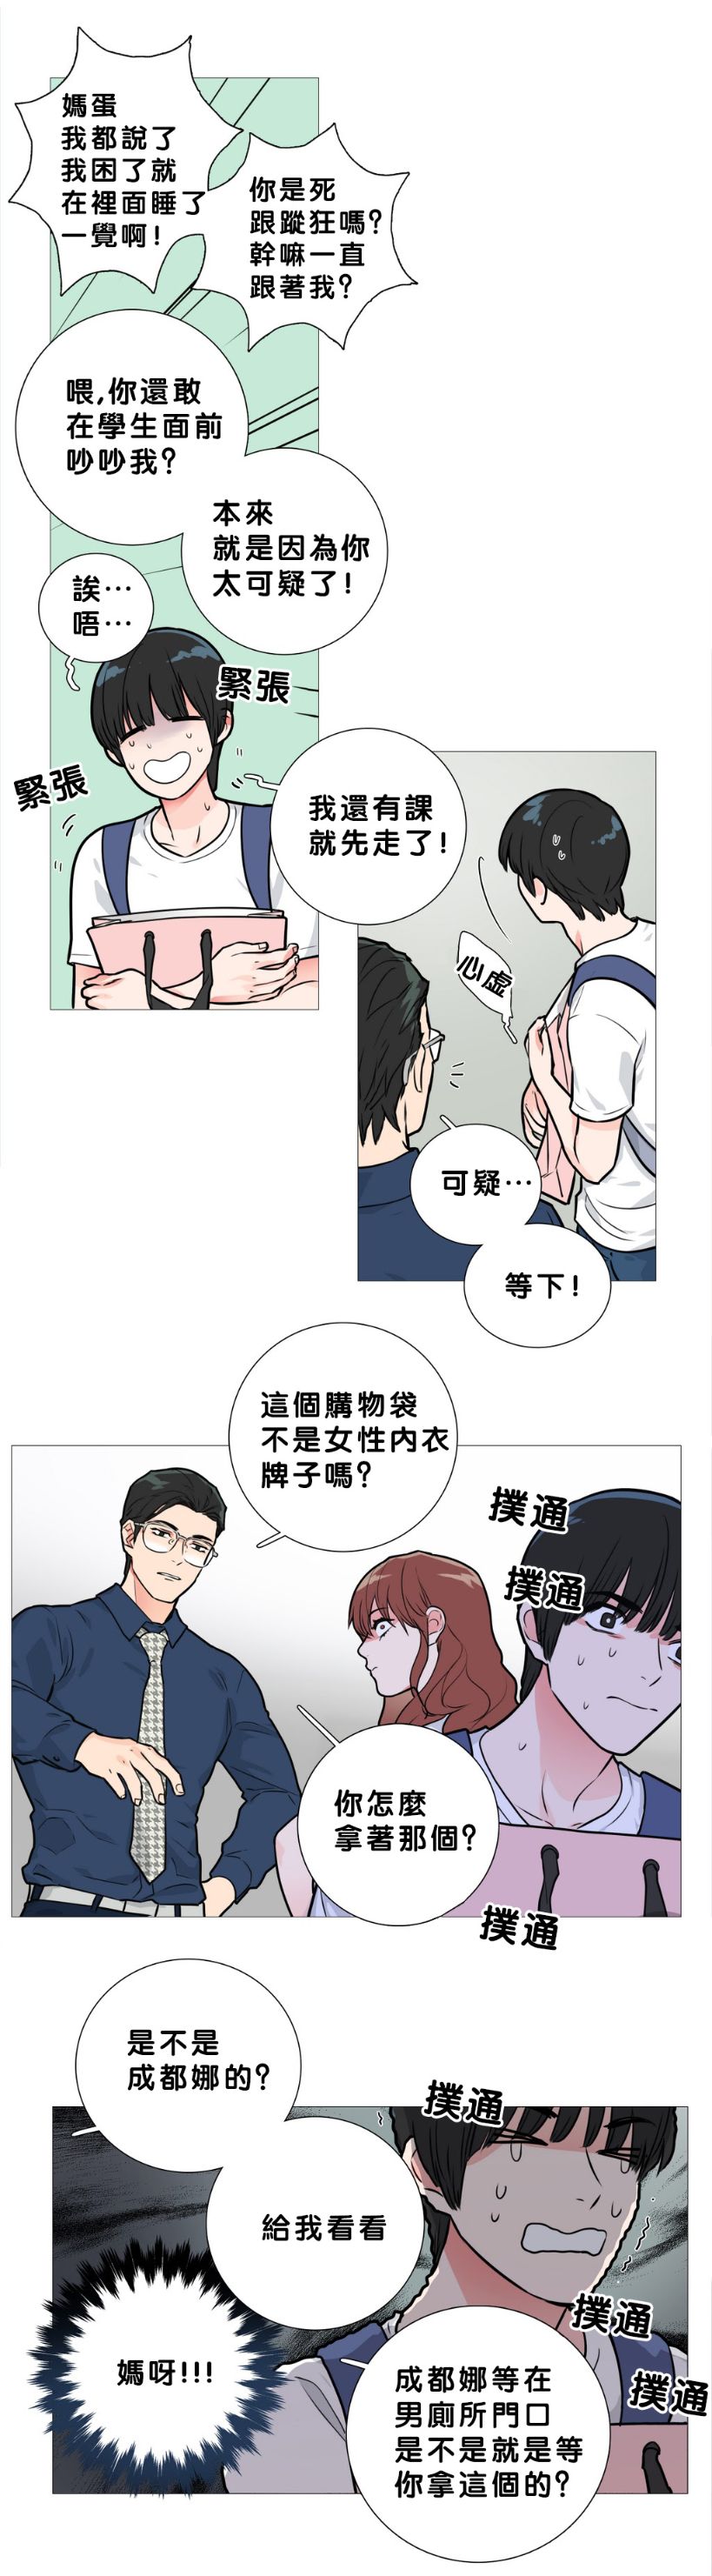 媽蛋
我都說了
我困了就
在裡面睡了
一覺啊!
你是死
跟蹤狂嗎?
幹嘛一直
跟著我?
喂,你還敢
在學生面前
吵吵我?
本來
就是因為你
太可疑了!
誒…
唔…
緊張
緊張
我還有課
就先走了!
心虛
可疑…
等下!
這個購物袋
不是女性內衣
牌子嗎?
撲通
撲通
你怎麼
拿著那個?
撲通
是不是
成都娜的?
撲通
給我看看
媽呀!!!
撲通
撲通
成都娜等在
男廁所門口
是不是就是等
你拿這個的?